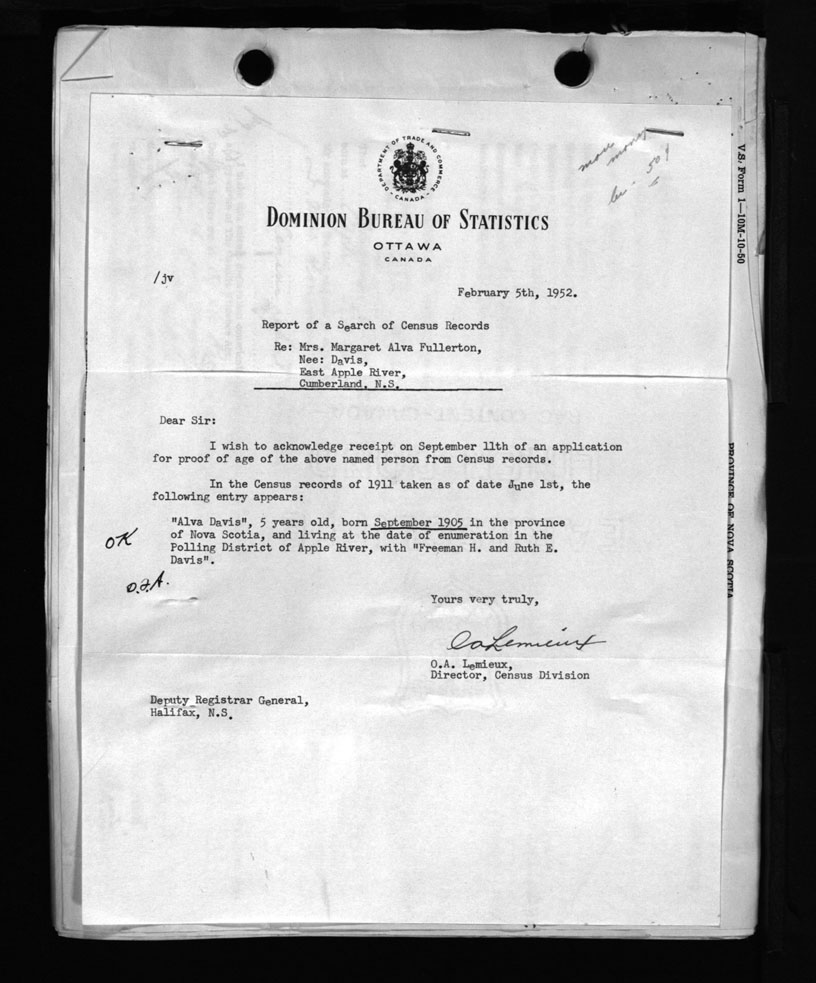 more
money
50¢
DEPARTMENT OF TRADE AND COMMERCE
CANADA
DOMINION BUREAU OF STATISTICS
OTTAWA
CANADA
/jv
February 5th, 1952.
Report of a Search of Census Records
Re: Mrs. Margaret Alva Fullerton,
Nee: Davis,
East Apple River,
Cumberland, N.S.
Dear Sir:
I wish to acknowledge receipt on September 11th of an application
for proof of age of the above named person from Census records.
In the Census records of 1911 taken as of date June 1st, the
following entry appears:
"Alva Davis", 5 years old, born September 1905 in the province
of Nova Scotia, and living at the date of enumeration in the
Polling District of Apple River, with "Freeman H. and Ruth E.
Davis".
OK
Yours very truly,
OALemieux
O.A. Lemieux,
Director, Census Division
Deputy Registrar General,
Halifax, N.S.
V.S. Form 1—10M-10-50
PROVINCE OF NOVA SCOTIA